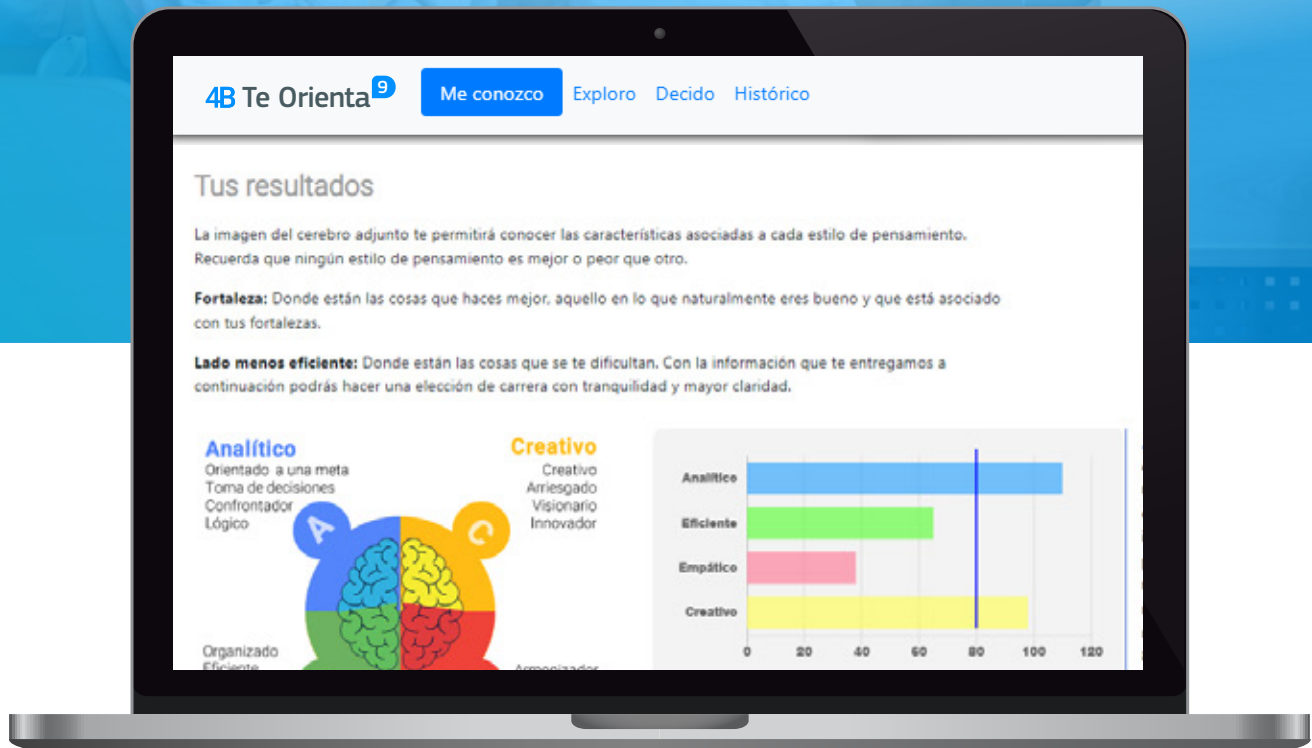 4B Te Orienta 9
Me conozco
Exploro
Decido
Histórico
Tus resultados
La imagen del cerebro adjunto te permitirá conocer las características asociadas a cada estilo de pensamiento.
Recuerda que ningún estilo de pensamiento es mejor o peor que otro.
Fortaleza: Donde están las cosas que haces mejor, aquello en lo que naturalmente eres bueno y que está asociado
con tus fortalezas.
Lado menos eficiente: Donde están las cosas que se te dificultan. Con la información que te entregamos a
continuación podrás hacer una elección de carrera con tranquilidad y mayor claridad.
Analítico
Orientado a una meta
Toma de decisiones
Confrontador
Lógico
A
Creativo
Creativo
Arriesgado
Visionario
Innovador
C
Organizado
Eficiente
Armonizador
Analítico
Eficiente
Empático
Creativo
0 20 40 60 80 100 120